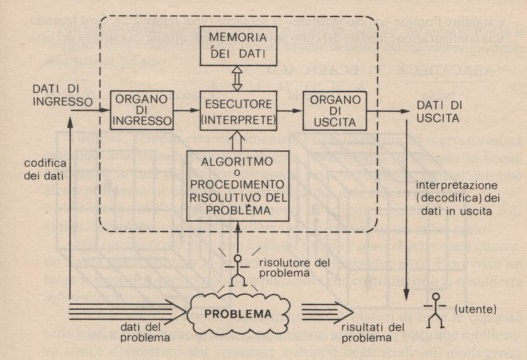 MEMORIA
DEI DATI
DATI DI
INGRESSO
ORGANO
DI
INGRESSO
ESECUTORE
(INTERPRETE)
ORGANO
DI
USCITA
DATI DI
USCITA
codifica
dei dati
ALGORITMO
o
PROCEDIMENTO
RISOLUTIVO DEL
PROBLEMA
interpretazione
(decodifica) dei
dati in uscita
risolutore del
problema
dati del
problema
PROBLEMA
risultati del
problema
(utente)